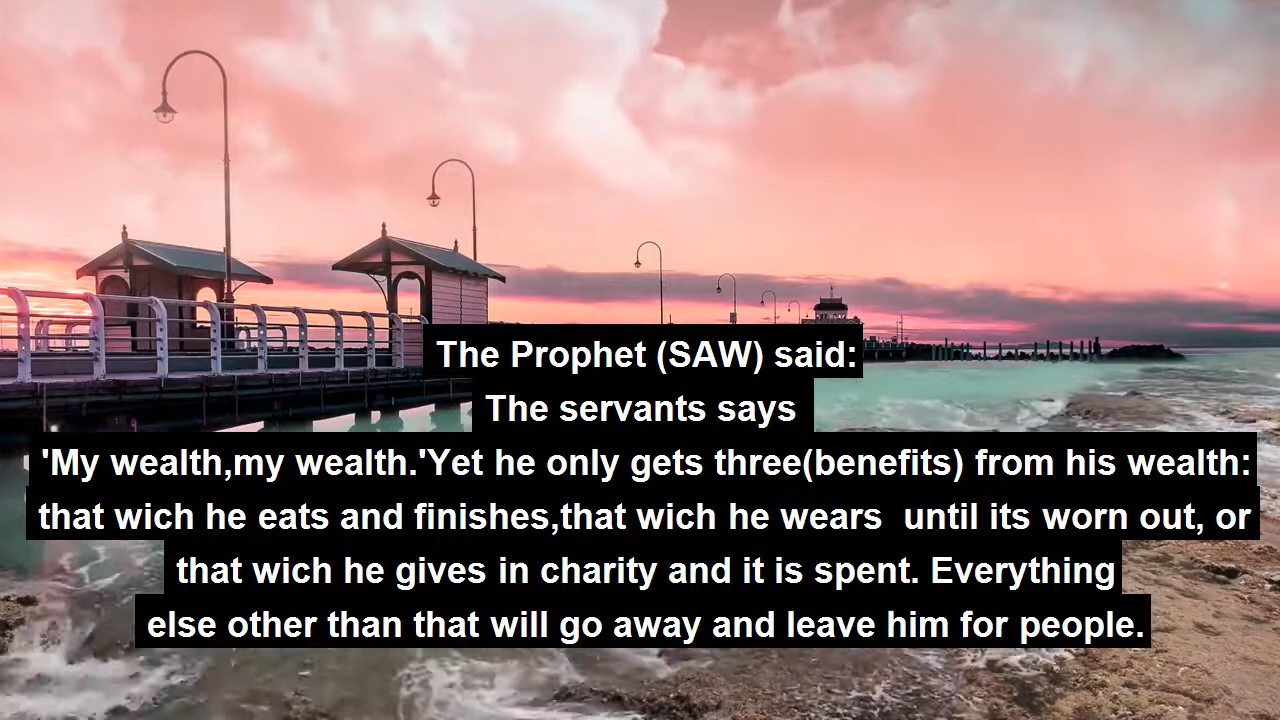 The Prophet (SAW) said:
The servants says
'My wealth,my wealth.'Yet he only gets three(benefits) from his wealth:
that wich he eats and finishes,that wich he wears  until its worn out, or
that wich he gives in charity and it is spent. Everything
else other than that will go away and leave him for people.